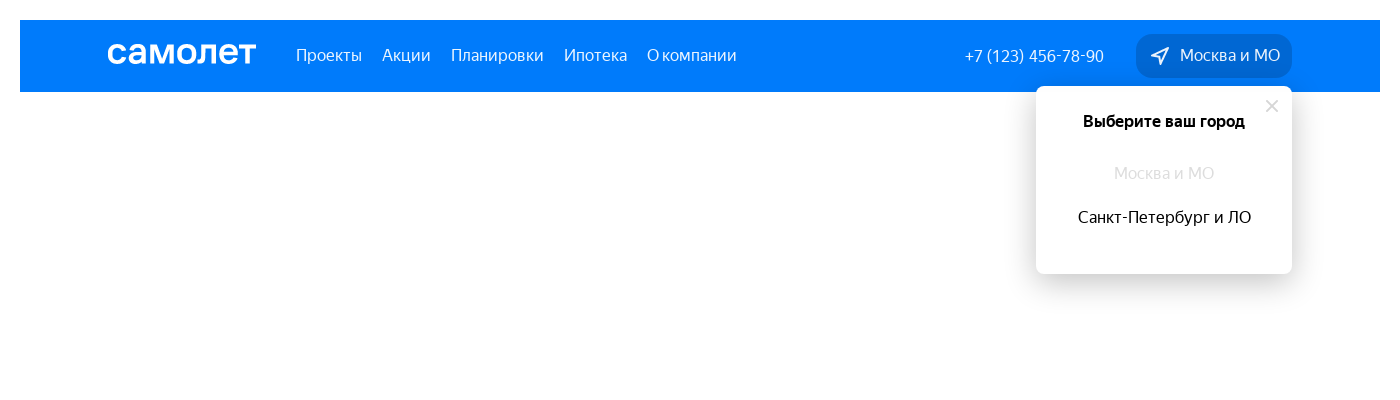 самолет Проекты Акции Планировки Ипотека О компании +7 (123) 456-78-90 Москва и МО
Выберите ваш город
Москва и МО
Санкт-Петербург и ЛО